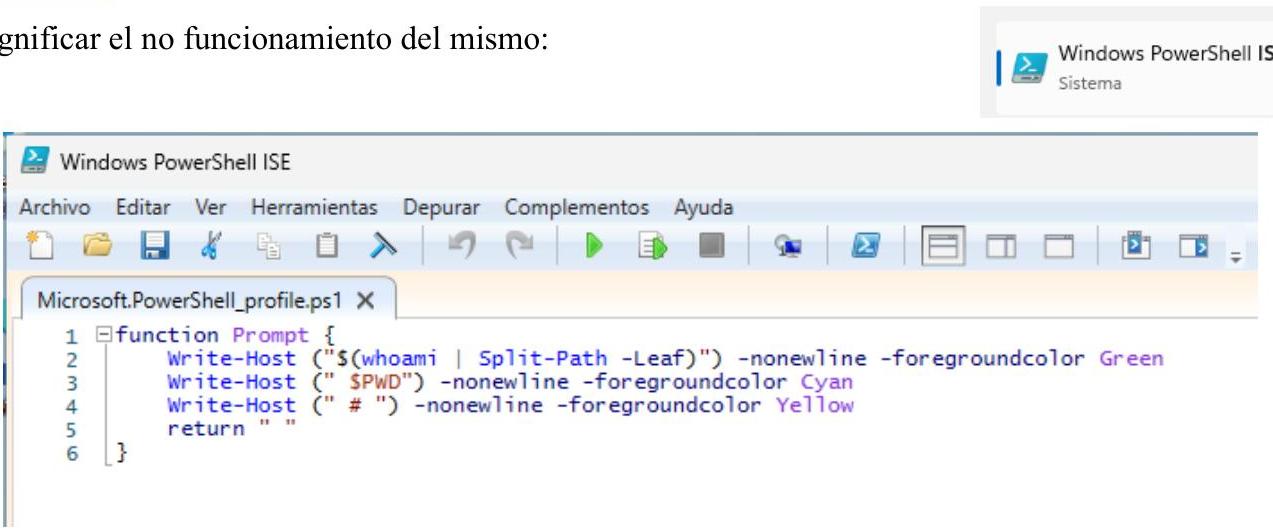 gnificar el no funcionamiento del mismo:
Windows PowerShell IS
Sistema
Windows PowerShell ISE
Archivo Editar Ver Herramientas Depurar Complementos Ayuda
Microsoft.PowerShell_profile.ps1 X
1 function Prompt {
2 Write-Host ("$(whoami | Split-Path -Leaf)") -nonewline -foregroundcolor Green
3 Write-Host (" $PWD") -nonewline -foregroundcolor Cyan
4 Write-Host (" # ") -nonewline -foregroundcolor Yellow
5 return " "
6 }